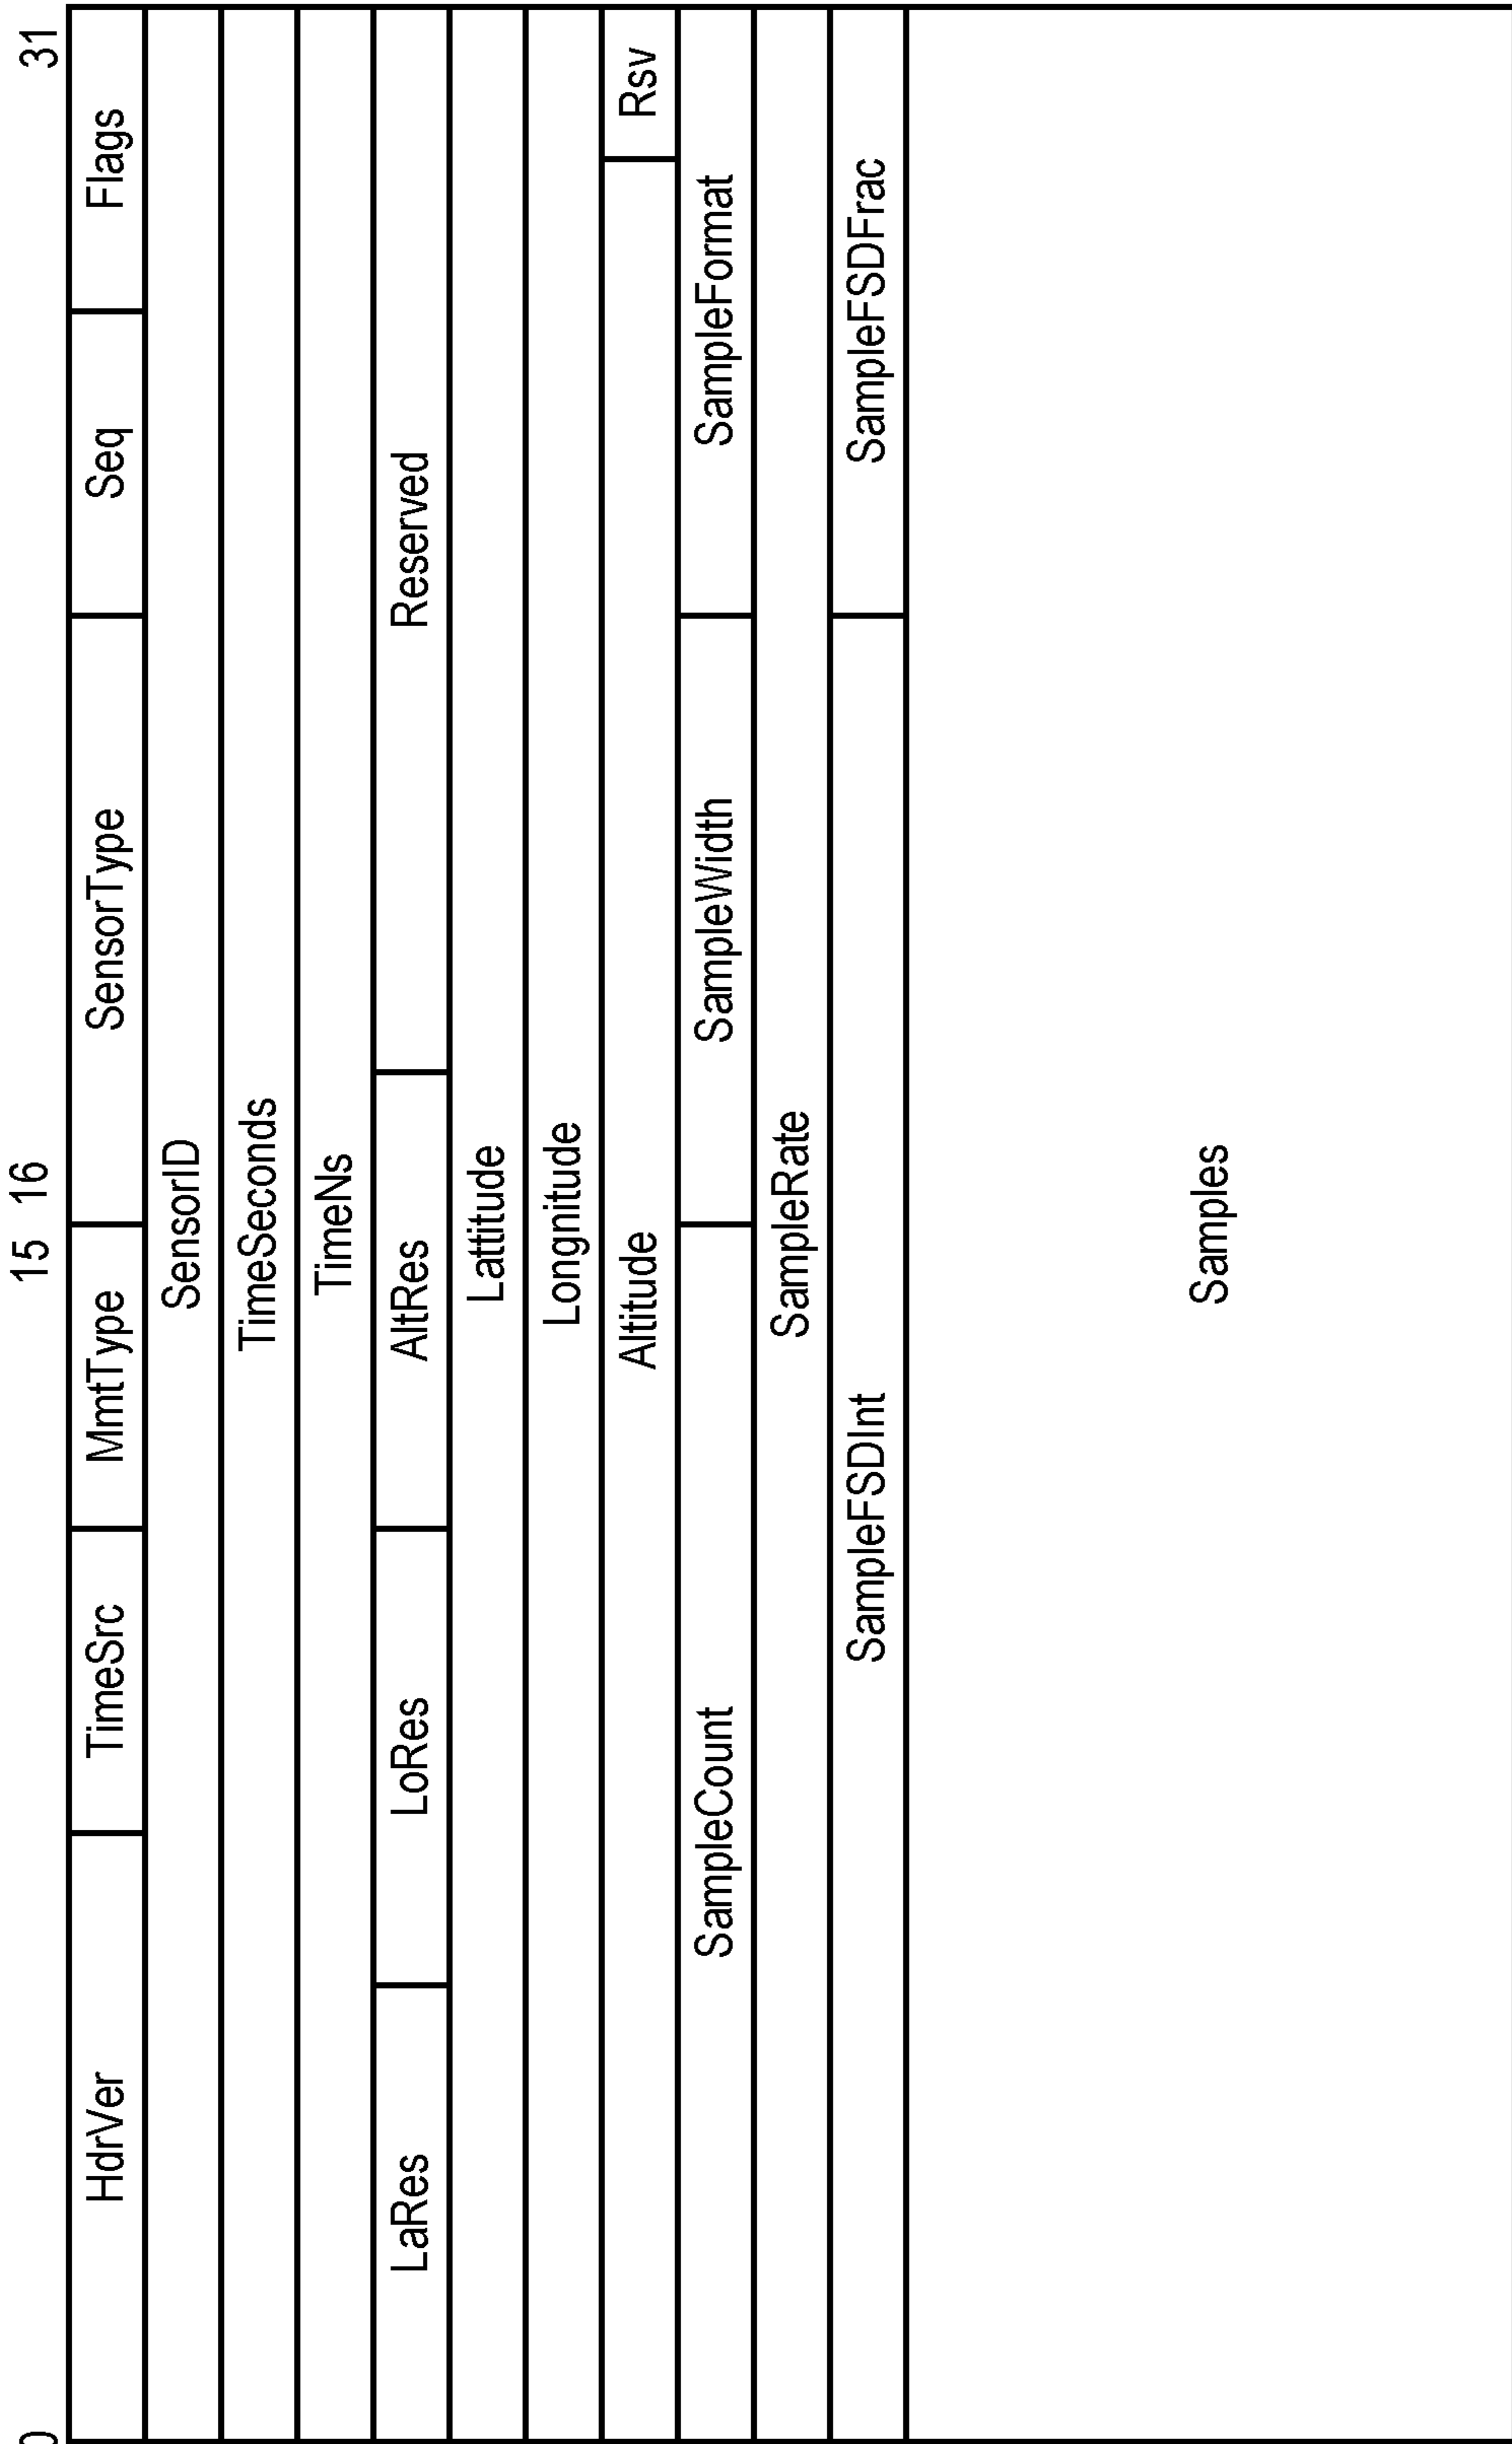 0 15 16 31
HdrVer TimeSrc MmtType SensorType Seq Flags
SensorID
TimeSeconds
TimeNs
LaRes LoRes AltRes Reserved
Lattitude
Longnitude
Altitude Rsv
SampleCount SampleWidth SampleFormat
SampleRate
SampleFSDInt SampleFSDFrac
Samples